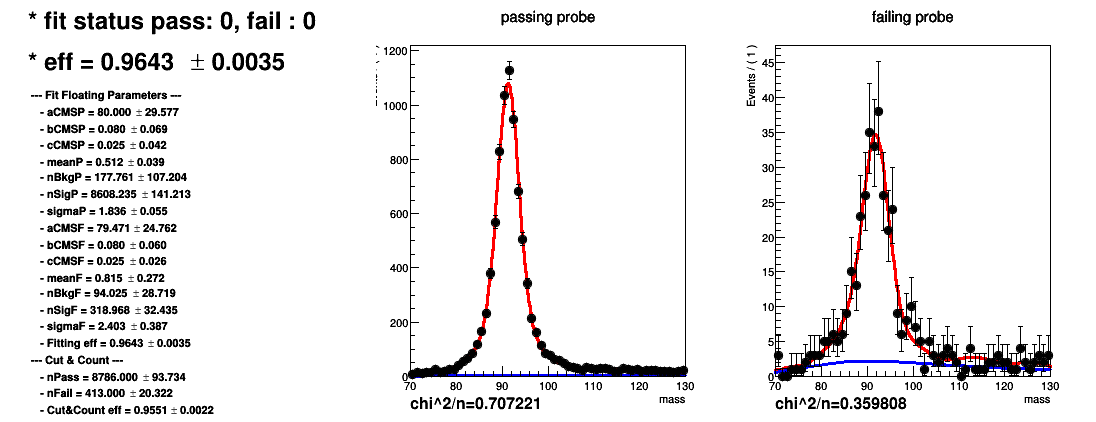 * fit status pass: 0, fail : 0
* eff = 0.9643 ± 0.0035
--- Fit Floating Parameters ---
- aCMSP = 80.000 ± 29.577
- bCMSP = 0.080 ± 0.069
- cCMSP = 0.025 ± 0.042
- meanP = 0.512 ± 0.039
- nBkgP = 177.761 ± 107.204
- nSigP = 8608.235 ± 141.213
- sigmaP = 1.836 ± 0.055
- aCMSF = 79.471 ± 24.762
- bCMSF = 0.080 ± 0.060
- cCMSF = 0.025 ± 0.026
- meanF = 0.815 ± 0.272
- nBkgF = 94.025 ± 28.719
- nSigF = 318.968 ± 32.435
- sigmaF = 2.403 ± 0.387
- Fitting eff = 0.9643 ± 0.0035
--- Cut & Count ---
- nPass = 8786.000 ± 93.734
- nFail = 413.000 ± 20.322
- Cut&Count eff = 0.9551 ± 0.0022
passing probe
1200
1000
800
600
400
200
0
70 80 90 100 110 120 130
mass
chi^2/n=0.707221
failing probe
Events / ( 1 )
45
40
35
30
25
20
15
10
5
0
70 80 90 100 110 120 130
mass
chi^2/n=0.359808